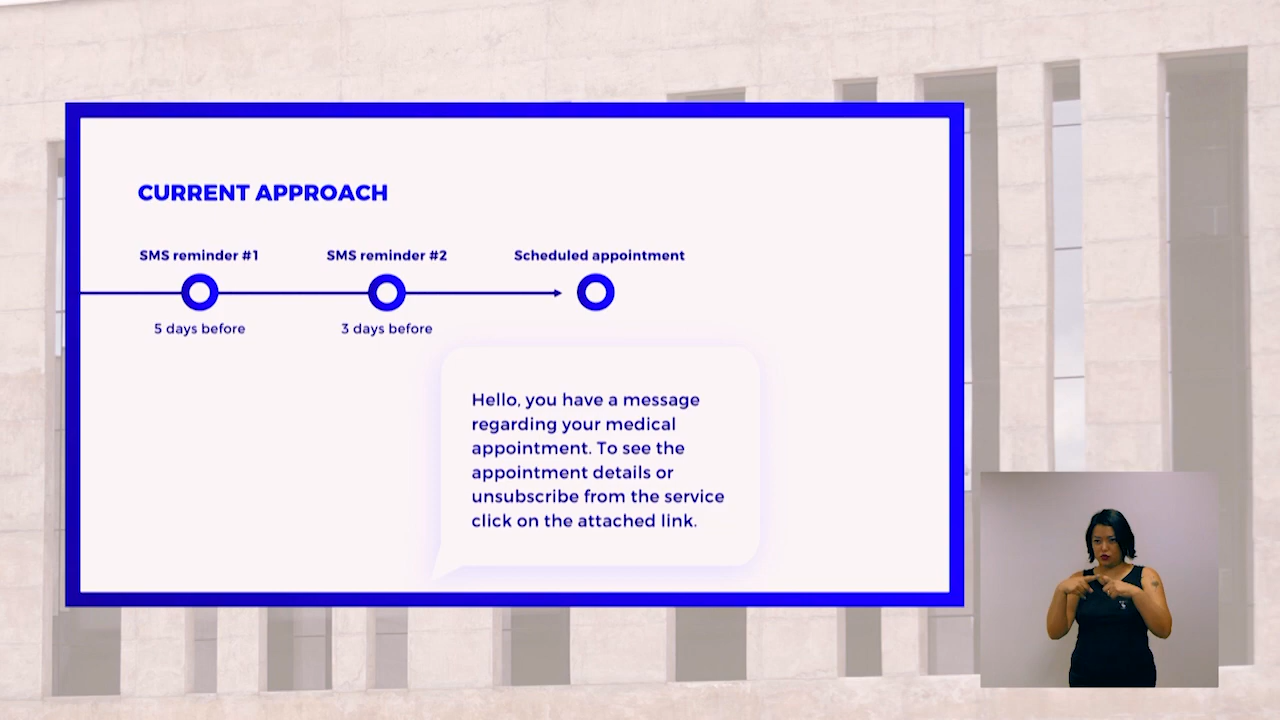 CURRENT APPROACH
SMS reminder #1
SMS reminder #2
Scheduled appointment
5 days before
3 days before
Hello, you have a message
regarding your medical
appointment. To see the
appointment details or
unsubscribe from the service
click on the attached link.